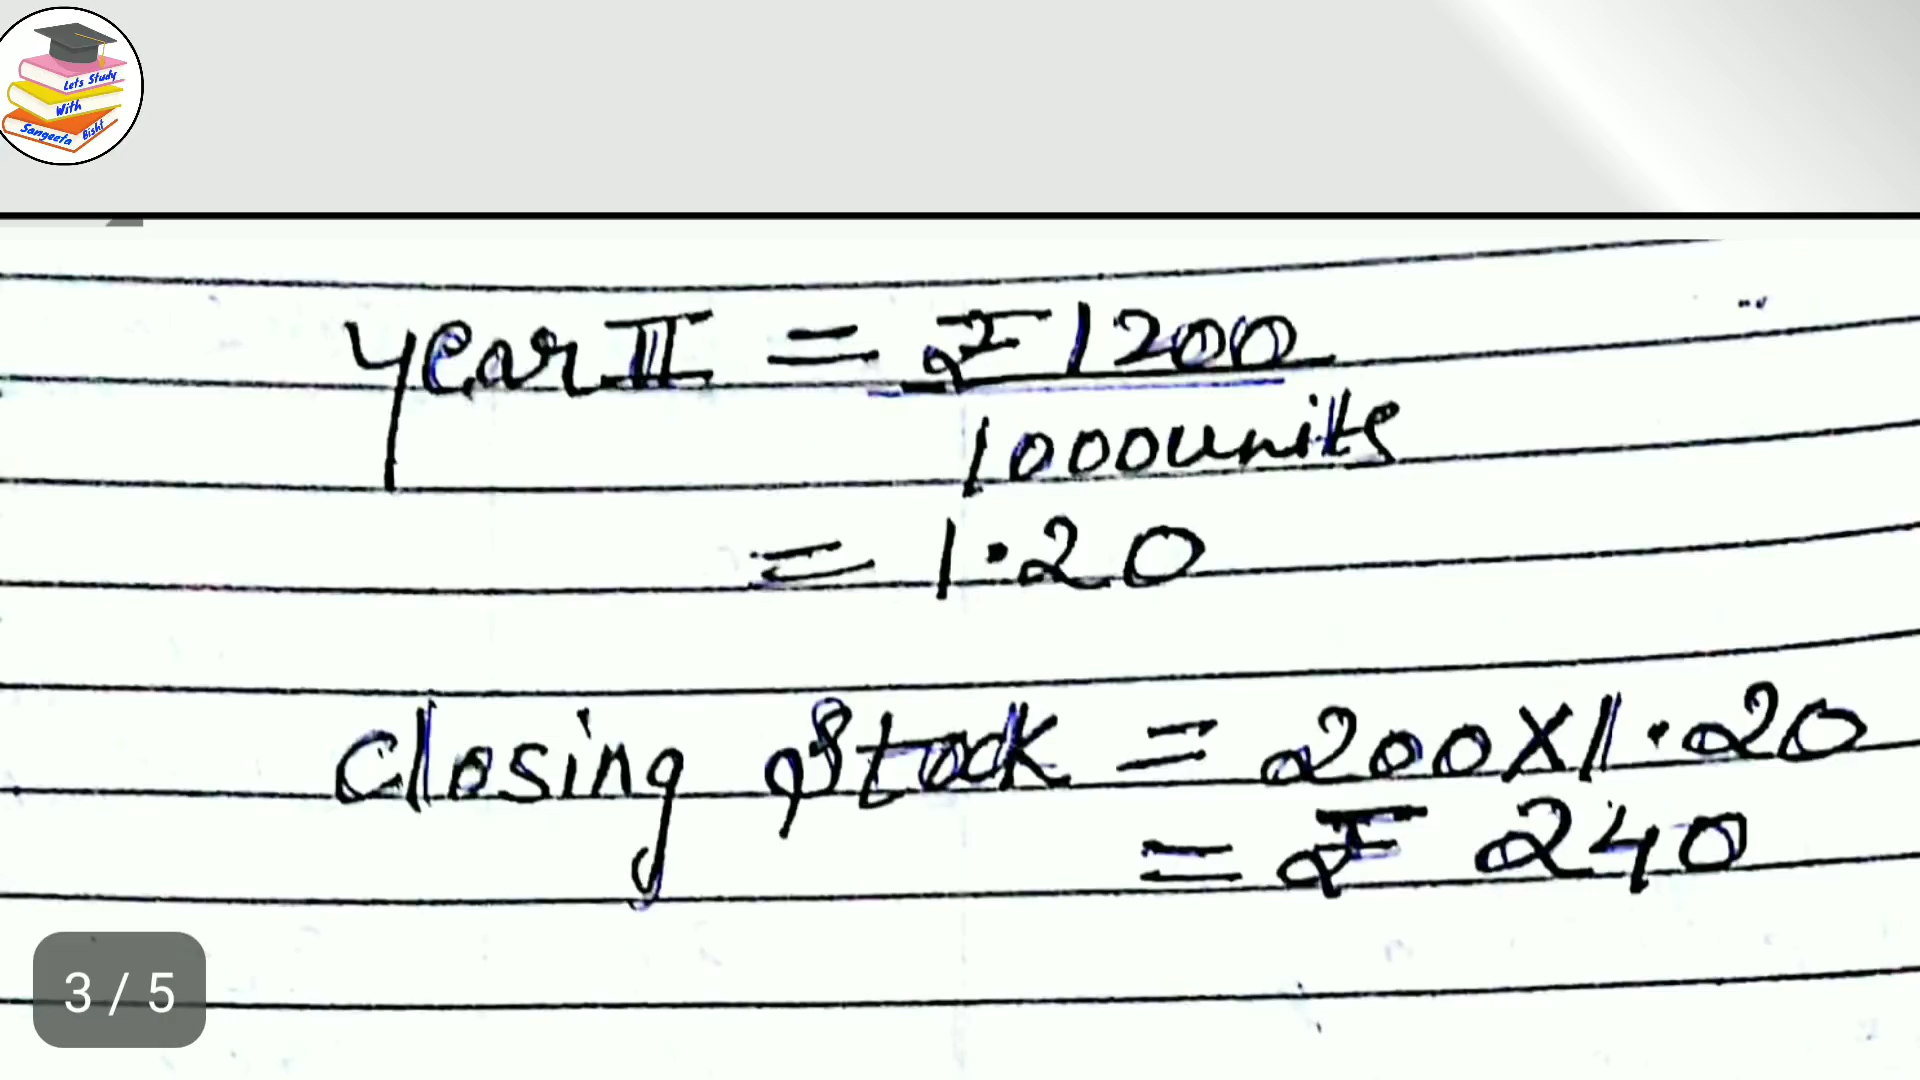 Lets Study
With
Sangeeta Bisht
Year II = ₹ 1200
1000 units
= 1.20
Closing Stock = 200 X 1.20
= ₹ 240
3 / 5